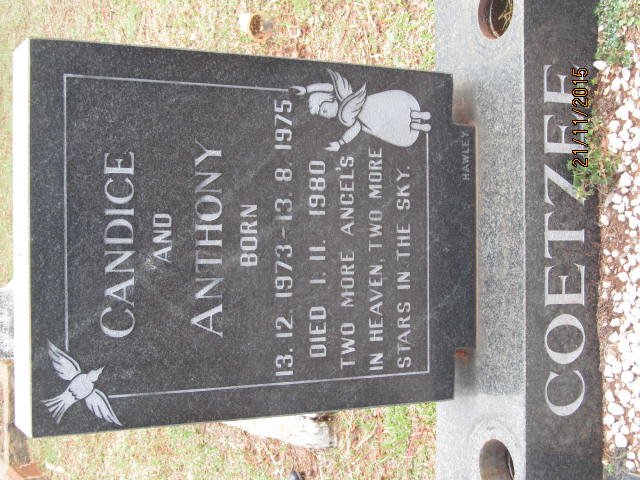 CANDICE
AND
ANTHONY
BORN
13. 12. 1973 - 13. 8. 1975
DIED 1. 11. 1980
TWO MORE ANGEL'S
IN HEAVEN, TWO MORE
STARS IN THE SKY.
HAWLEY
COETZEE
21/11/2015